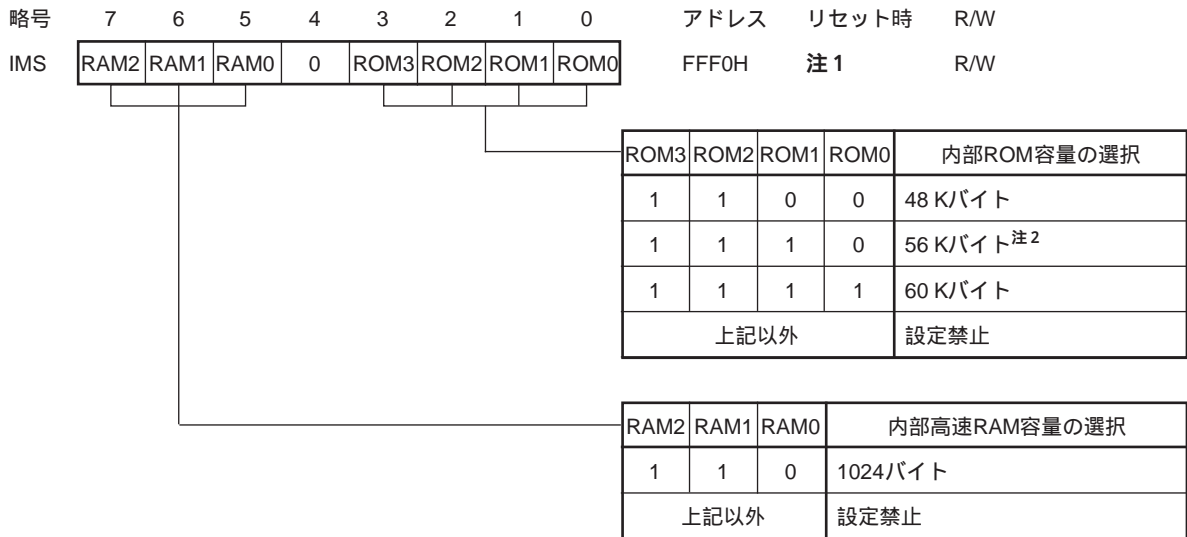 略号 7 6 5 4 3 2 1 0 アドレス リセット時 R/W
IMS RAM2 RAM1 RAM0 0 ROM3 ROM2 ROM1 ROM0 FFF0H 注1 R/W
ROM3 ROM2 ROM1 ROM0 内部ROM容量の選択
1 1 0 0 48 Kバイト
1 1 1 0 56 Kバイト注2
1 1 1 1 60 Kバイト
上記以外 設定禁止
RAM2 RAM1 RAM0 内部高速RAM容量の選択
1 1 0 1024バイト
上記以外 設定禁止